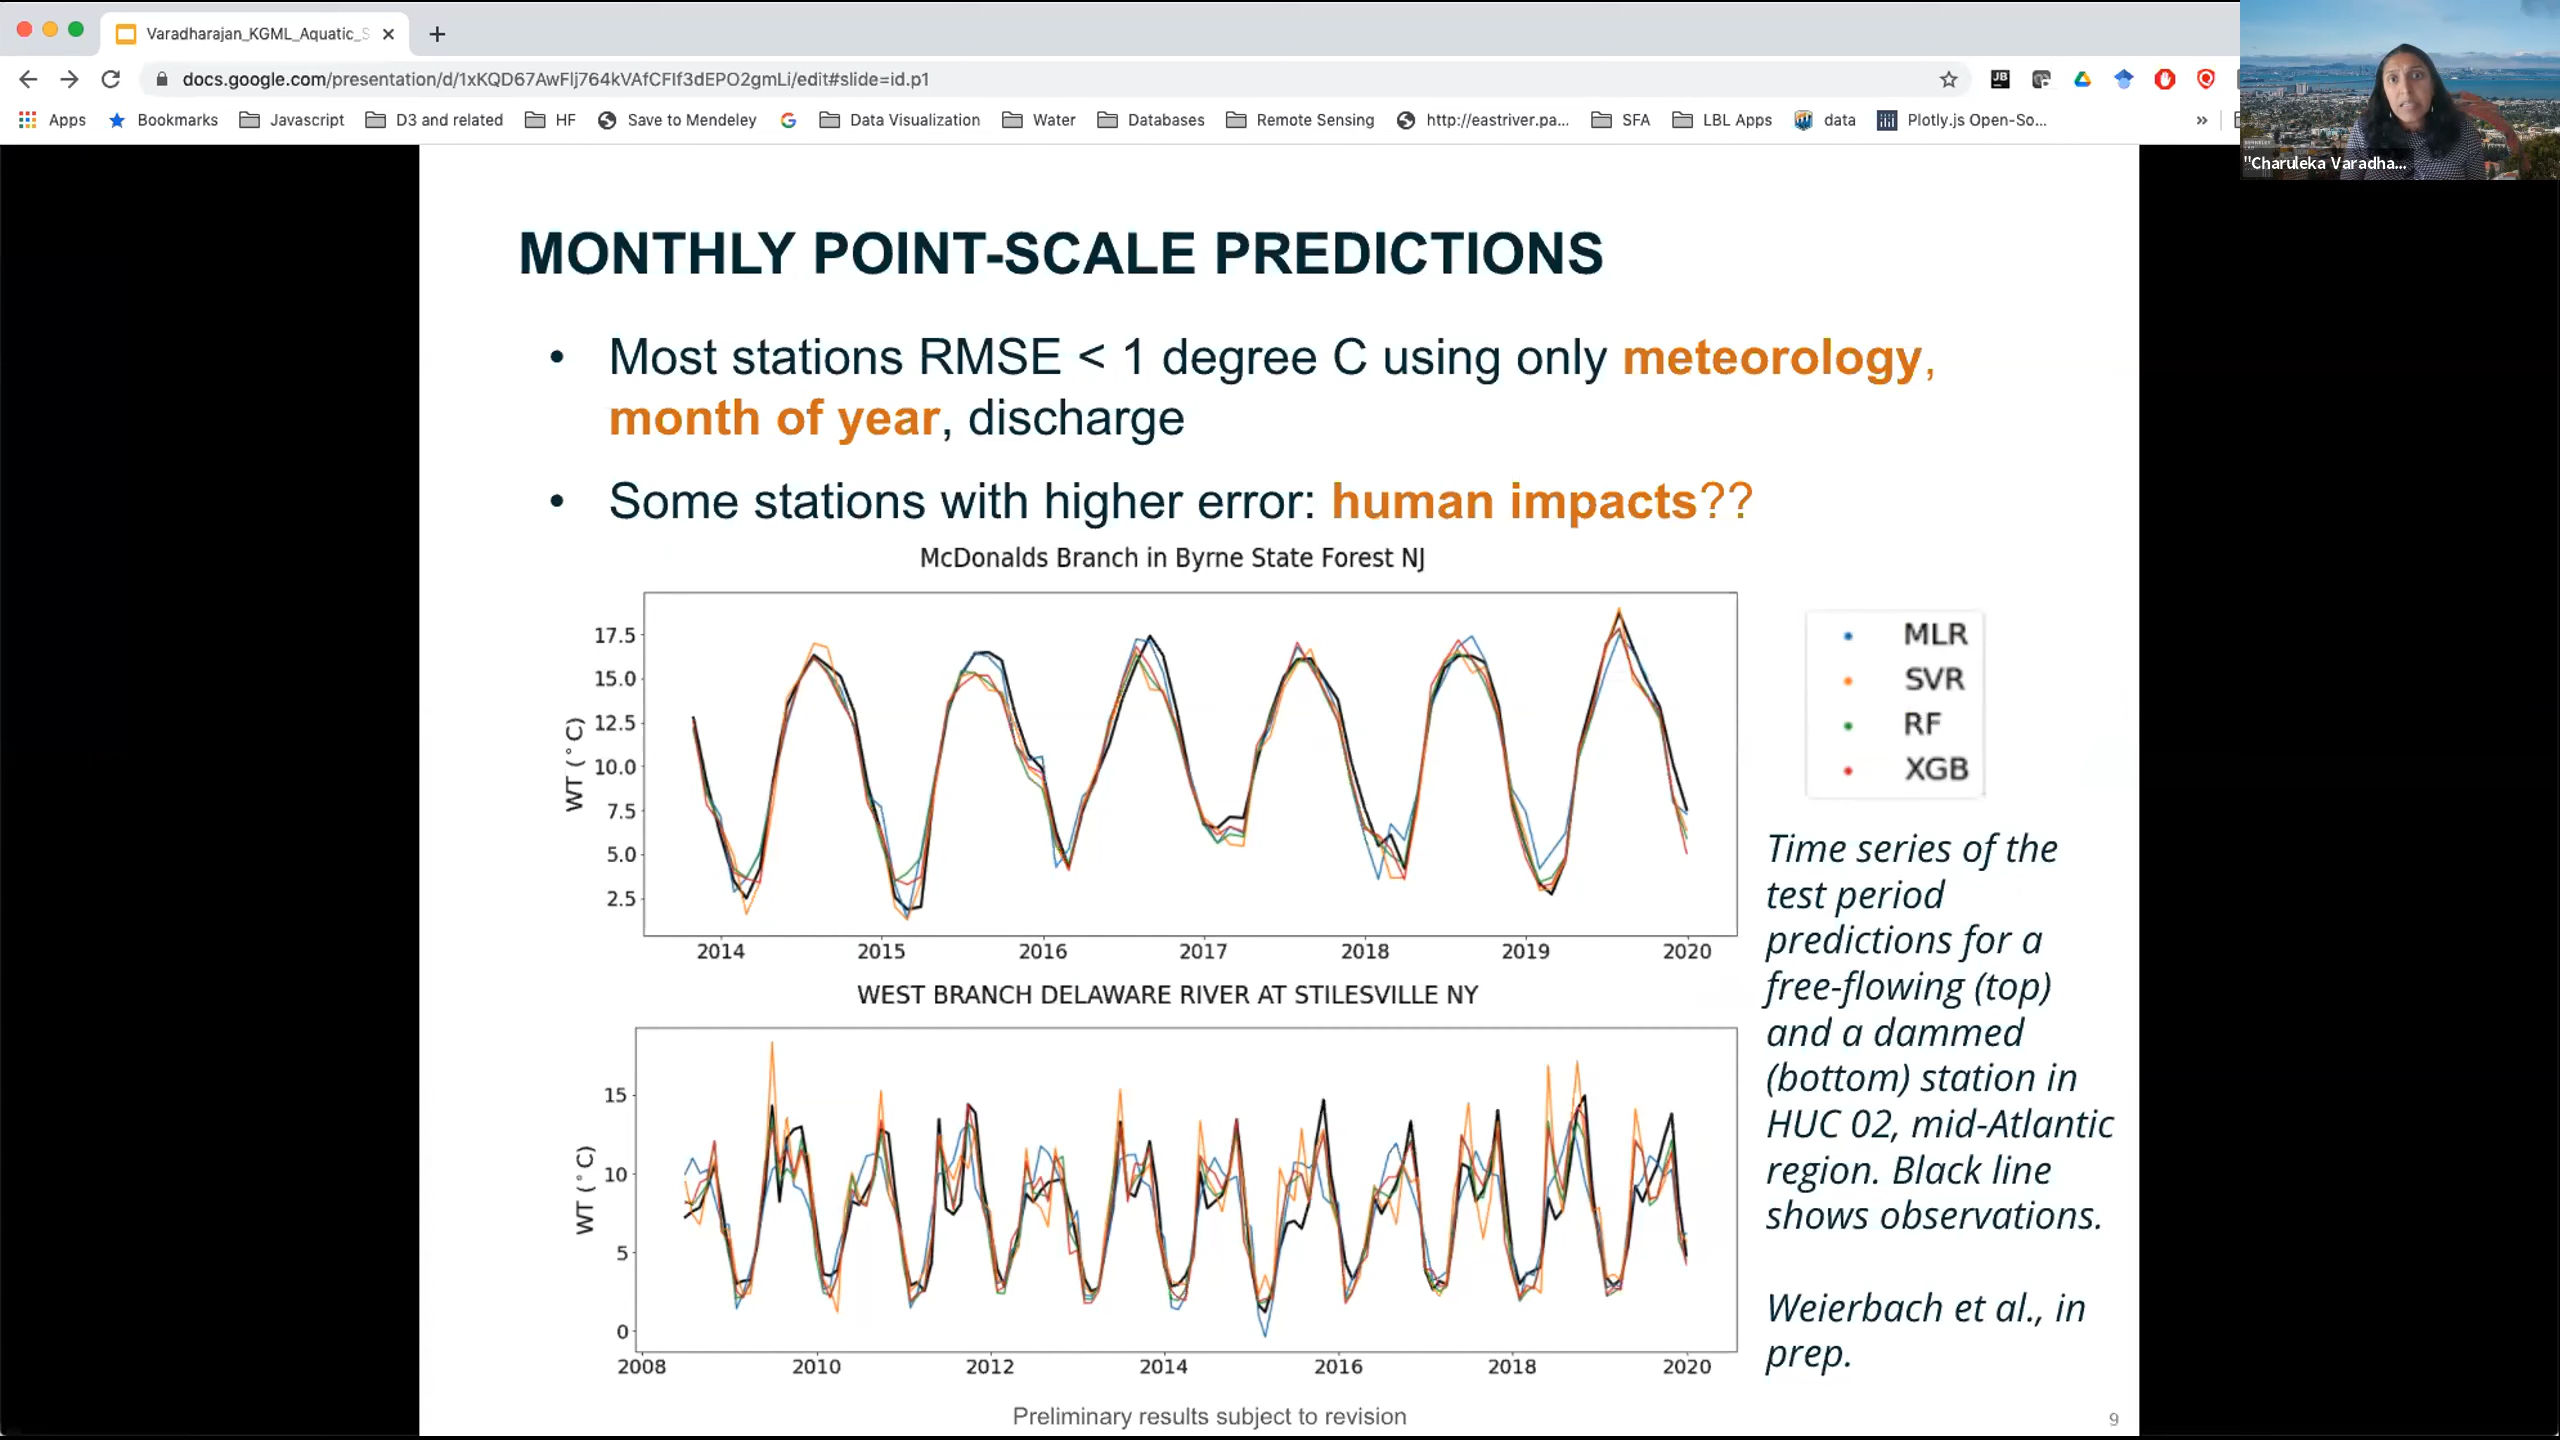 Varadharajan_KGML_Aquatic_S
docs.google.com/presentation/d/1xKQD67AwFlj764kVAfCFIf3dEPO2gmLi/edit#slide=id.p1
Apps Bookmarks Javascript D3 and related HF Save to Mendeley Data Visualization Water Databases Remote Sensing http://eastriver.pa... SFA LBL Apps data Plotly.js Open-So... »
"Charuleka Varadha...
MONTHLY POINT-SCALE PREDICTIONS
• Most stations RMSE < 1 degree C using only meteorology,
month of year, discharge
• Some stations with higher error: human impacts??
McDonalds Branch in Byrne State Forest NJ
WT (°C)
17.5
15.0
12.5
10.0
7.5
5.0
2.5
2014 2015 2016 2017 2018 2019 2020
WEST BRANCH DELAWARE RIVER AT STILESVILLE NY
WT (°C)
15
10
5
0
2008 2010 2012 2014 2016 2018 2020
MLR
SVR
RF
XGB
Time series of the
test period
predictions for a
free-flowing (top)
and a dammed
(bottom) station in
HUC 02, mid-Atlantic
region. Black line
shows observations.
Weierbach et al., in
prep.
Preliminary results subject to revision
9